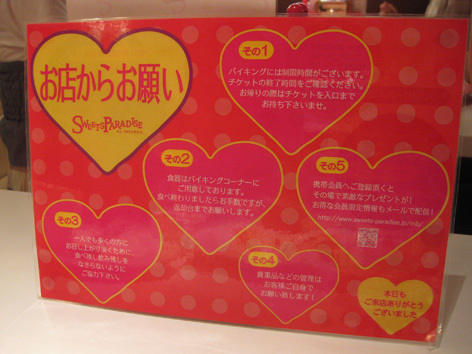 お店からお願い
SWEETSPARADISE
その1
バイキングには制限時間がございます。
チケットの終了時間をご確認ください。
お帰りの際はチケットを入口まで
お持ち下さいませ。
その2
食器はバイキングコーナーに
ご用意しております。
食べ終わりましたらお手数ですが、
返却台までお願いします。
その3
一人でも多くの方に
お召し上がり頂くために、
食べ残し飲み残しを
なさらないように
ご協力下さい。
その4
貴重品などの管理は
お客様ご自身で
お願い致します!
その5
携帯会員へご登録頂くと
その場で素敵なプレゼントが!
お得な会員限定情報もメールで配信!
http://www.sweets-paradise.jp/mb/
本日も
ご来店ありがとう
ございました